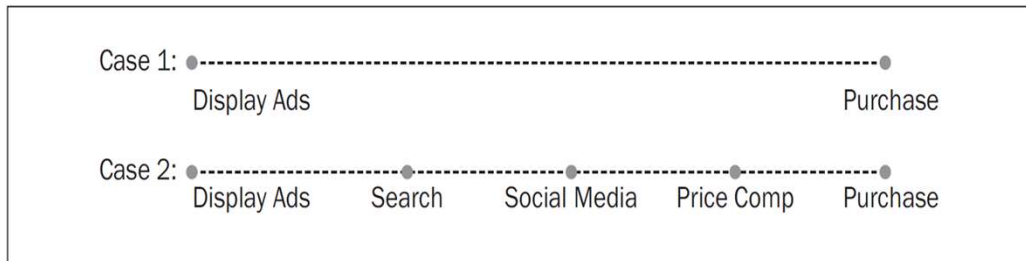 Case 1:
Display Ads Purchase
Case 2:
Display Ads Search Social Media Price Comp Purchase